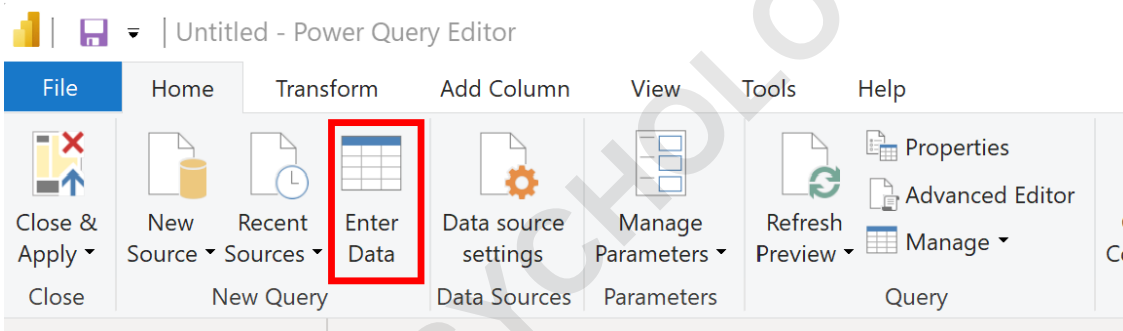 Untitled - Power Query Editor
File Home Transform Add Column View Tools Help
Close & Apply
New Source
Recent Sources
Enter Data
Data source settings
Manage Parameters
Refresh Preview
Properties
Advanced Editor
Manage
Close
New Query
Data Sources
Parameters
Query